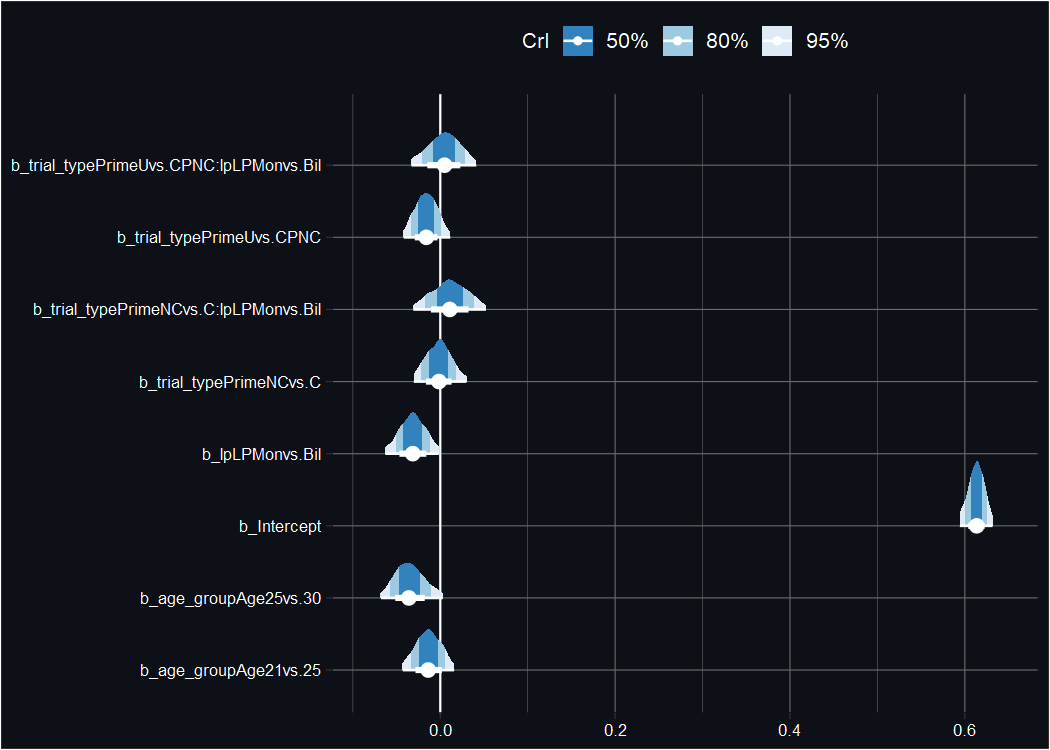 CrI 50% 80% 95%
b_trial_typePrimeUvs.CPNC:lpLPMonvs.Bil
b_trial_typePrimeUvs.CPNC
b_trial_typePrimeNCvs.C:lpLPMonvs.Bil
b_trial_typePrimeNCvs.C
b_lpLPMonvs.Bil
b_Intercept
b_age_groupAge25vs.30
b_age_groupAge21vs.25
0.0 0.2 0.4 0.6